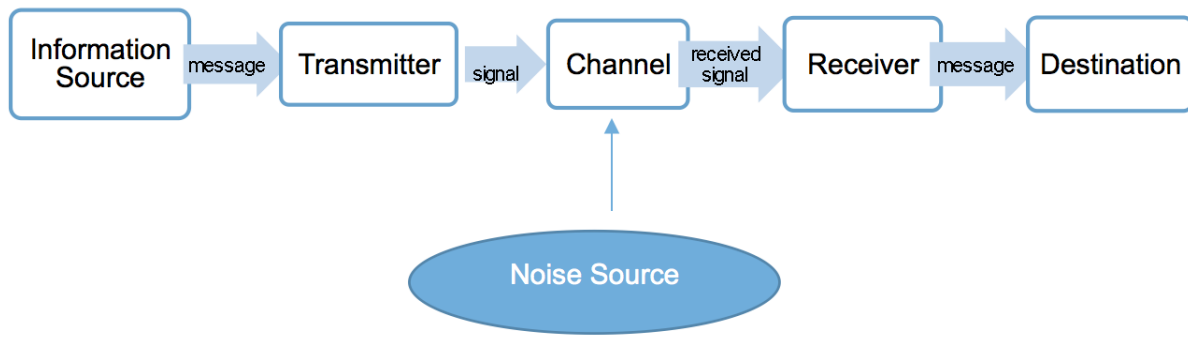 Information
Source
message
Transmitter
signal
Channel
received
signal
Receiver
message
Destination
Noise Source